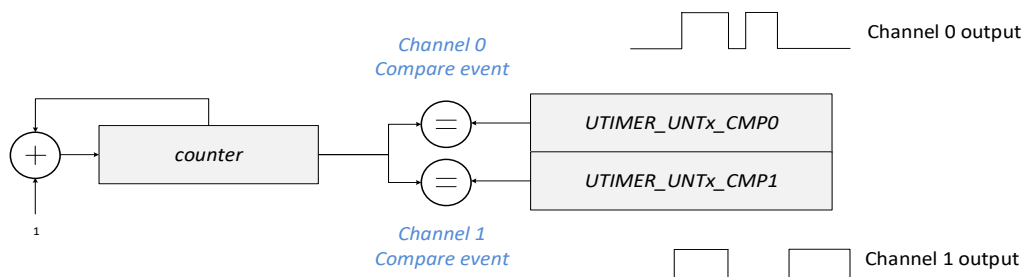 Channel 0
Compare event
Channel 0 output
+
=
UTIMER_UNTx_CMP0
counter
=
UTIMER_UNTx_CMP1
1
Channel 1
Compare event
Channel 1 output